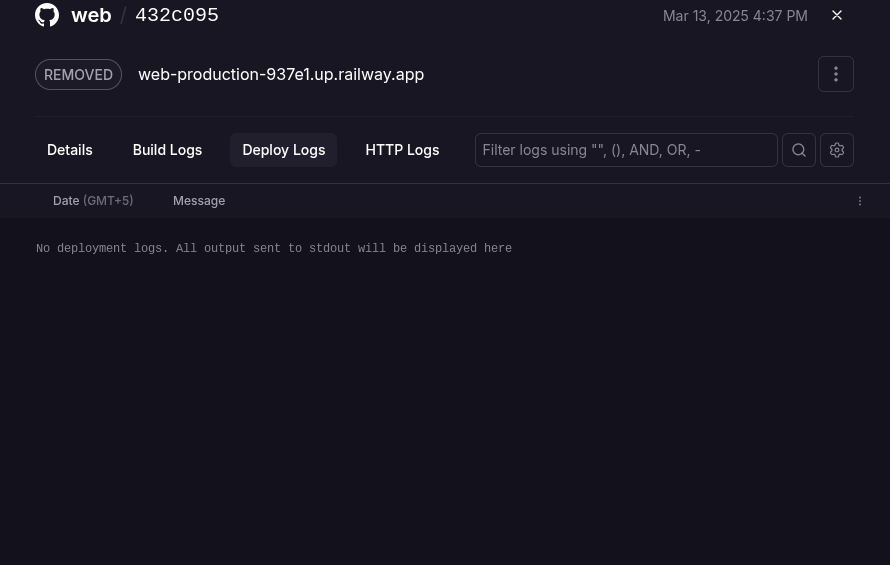 web / 432c095
Mar 13, 2025 4:37 PM
REMOVED
web-production-937e1.up.railway.app
Details
Build Logs
Deploy Logs
HTTP Logs
Filter logs using "", (), AND, OR, -
Date (GMT+5)
Message
No deployment logs. All output sent to stdout will be displayed here